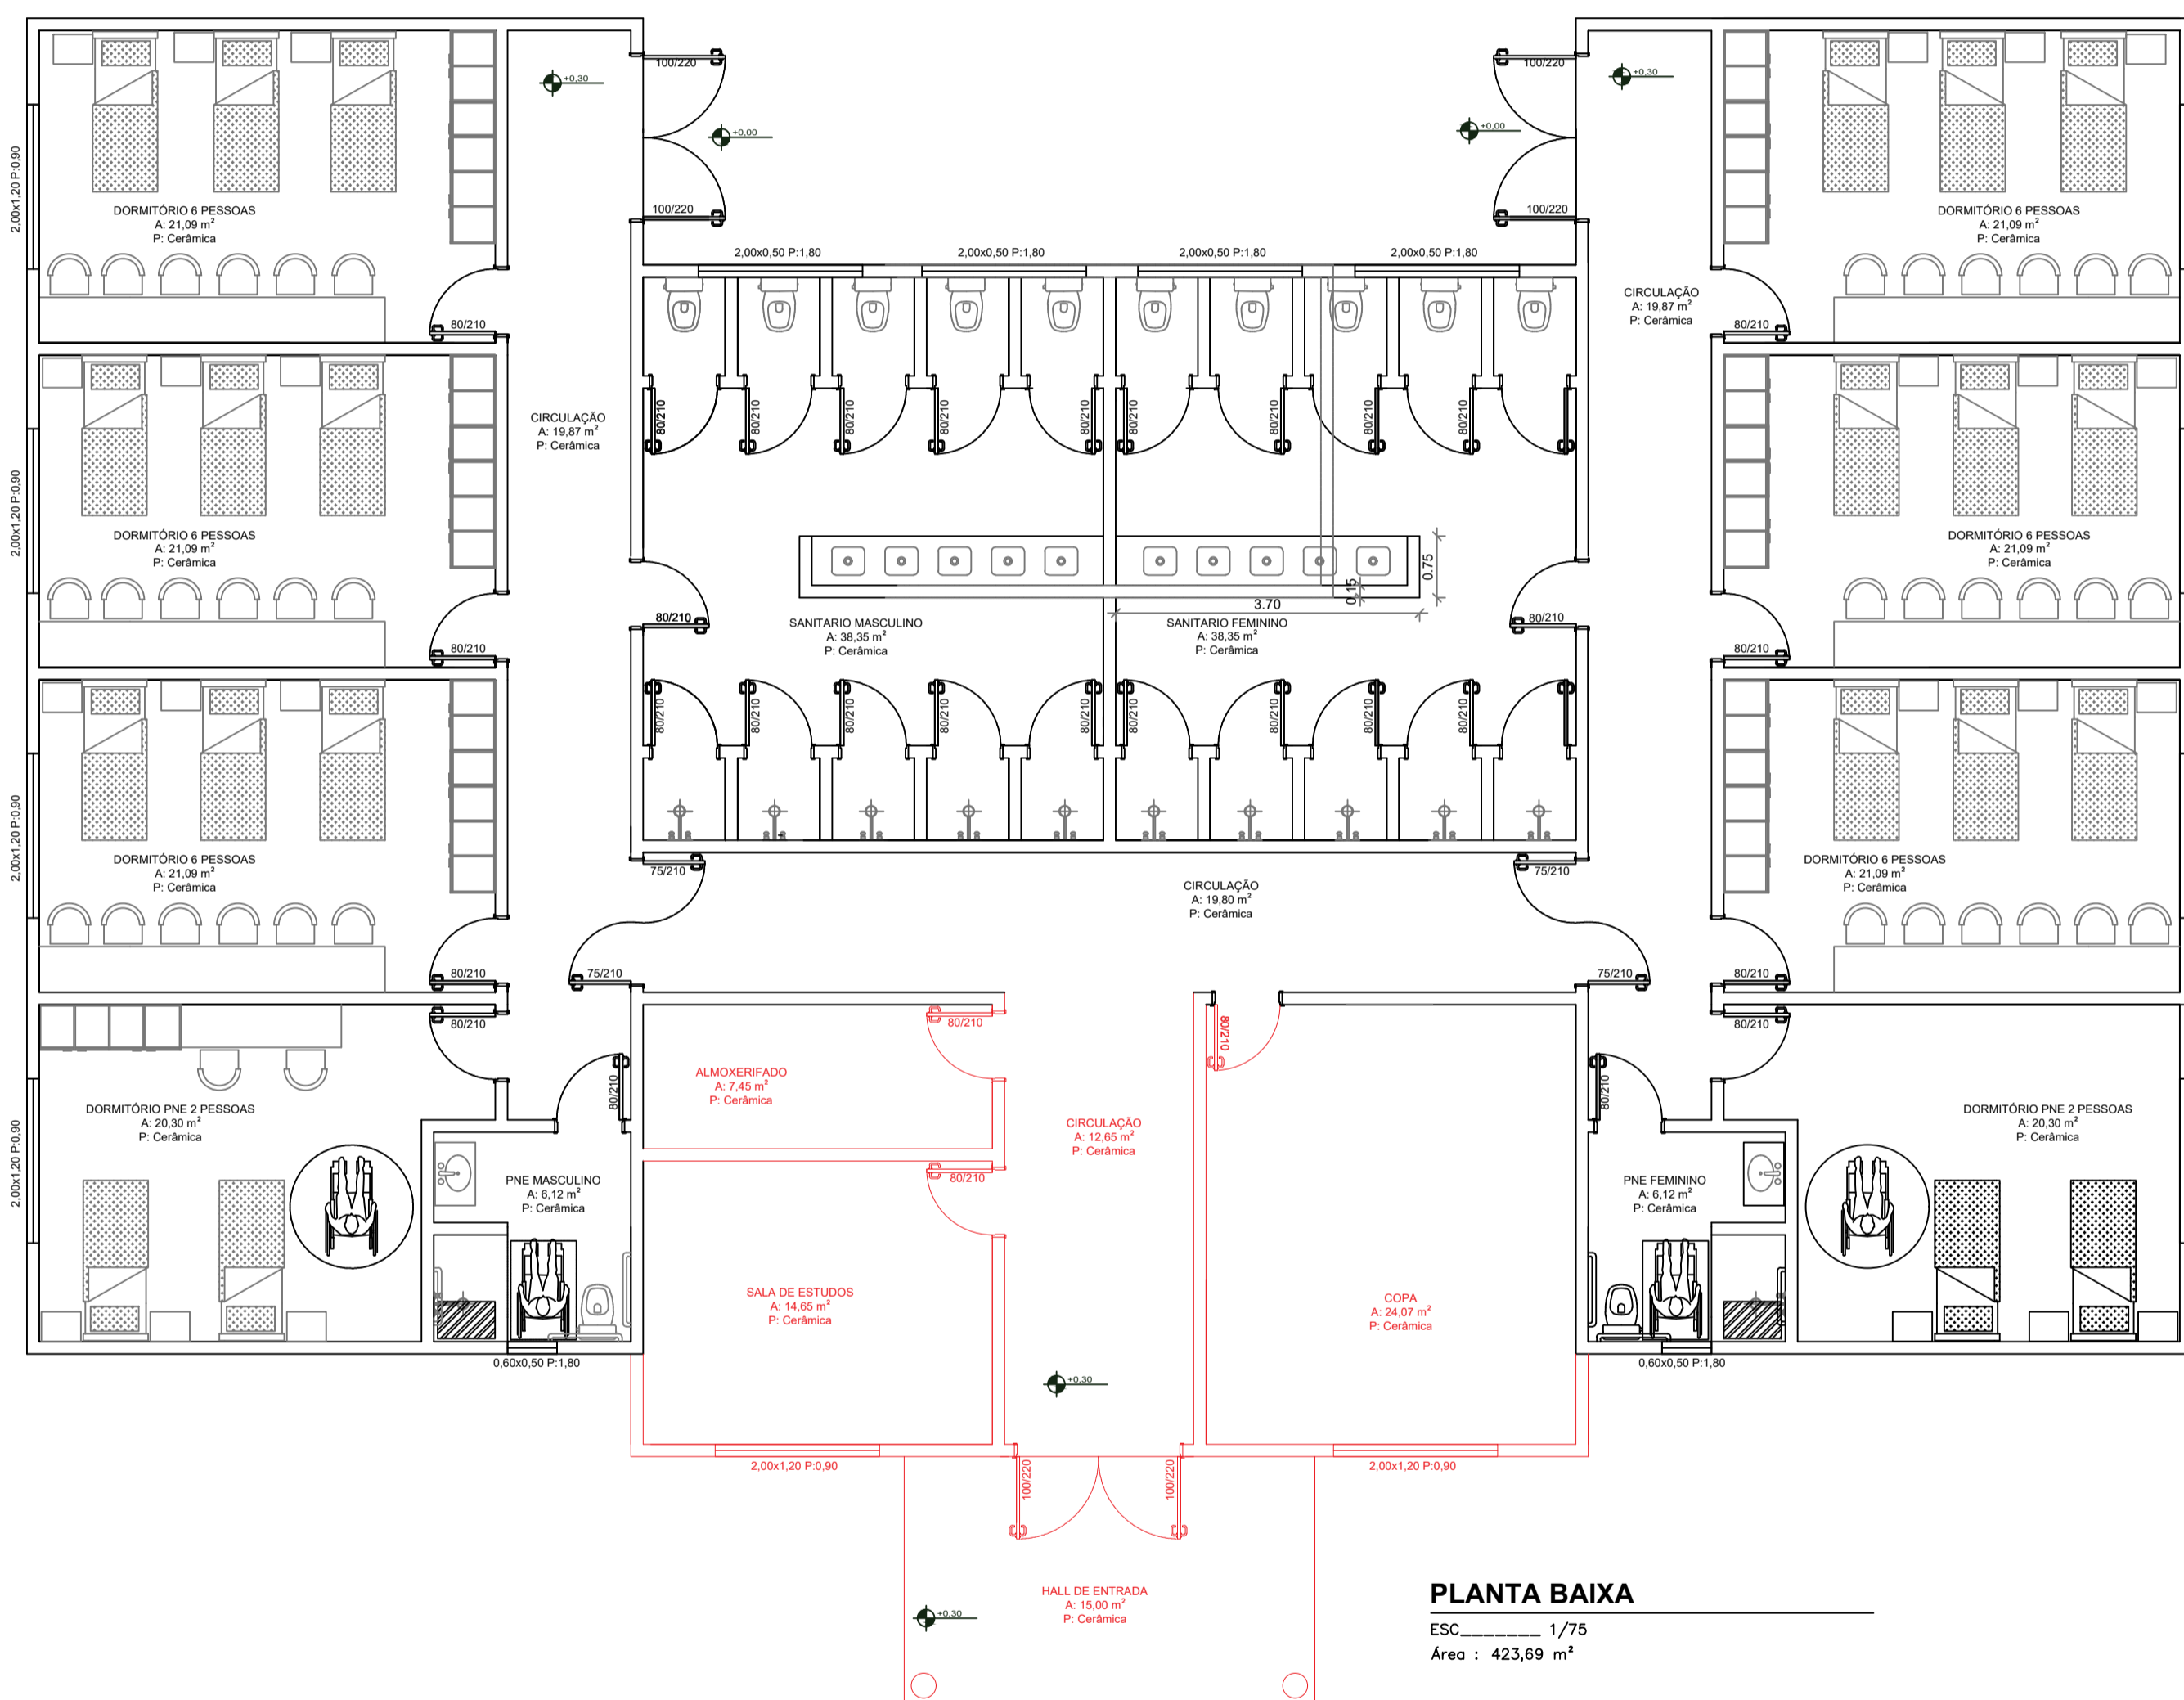 100/220
+0,30
+0,00
100/220
100/220
+0,30
+0,00
100/220
2,00x1,20 P:0,90
DORMITÓRIO 6 PESSOAS
A: 21,09 m²
P: Cerâmica
80/210
2,00x0,50 P:1,80
2,00x0,50 P:1,80
2,00x0,50 P:1,80
2,00x0,50 P:1,80
DORMITÓRIO 6 PESSOAS
A: 21,09 m²
P: Cerâmica
80/210
CIRCULAÇÃO
A: 19,87 m²
P: Cerâmica
CIRCULAÇÃO
A: 19,87 m²
P: Cerâmica
80/210
80/210
80/210
80/210
80/210
80/210
80/210
80/210
80/210
2,00x1,20 P:0,90
DORMITÓRIO 6 PESSOAS
A: 21,09 m²
P: Cerâmica
80/210
DORMITÓRIO 6 PESSOAS
A: 21,09 m²
P: Cerâmica
80/210
0.75
0.15
3.70
80/210
SANITARIO MASCULINO
A: 38,35 m²
P: Cerâmica
SANITARIO FEMININO
A: 38,35 m²
P: Cerâmica
80/210
80/210
80/210
80/210
80/210
80/210
80/210
80/210
80/210
80/210
2,00x1,20 P:0,90
DORMITÓRIO 6 PESSOAS
A: 21,09 m²
P: Cerâmica
80/210
75/210
75/210
CIRCULAÇÃO
A: 19,80 m²
P: Cerâmica
75/210
75/210
DORMITÓRIO 6 PESSOAS
A: 21,09 m²
P: Cerâmica
80/210
80/210
80/210
80/210
80/210
2,00x1,20 P:0,90
DORMITÓRIO PNE 2 PESSOAS
A: 20,30 m²
P: Cerâmica
80/210
ALMOXERIFADO
A: 7,45 m²
P: Cerâmica
CIRCULAÇÃO
A: 12,65 m²
P: Cerâmica
80/210
80/210
DORMITÓRIO PNE 2 PESSOAS
A: 20,30 m²
P: Cerâmica
PNE MASCULINO
A: 6,12 m²
P: Cerâmica
PNE FEMININO
A: 6,12 m²
P: Cerâmica
SALA DE ESTUDOS
A: 14,65 m²
P: Cerâmica
COPA
A: 24,07 m²
P: Cerâmica
0,60x0,50 P:1,80
0,60x0,50 P:1,80
+0,30
2,00x1,20 P:0,90
100/220
100/220
2,00x1,20 P:0,90
HALL DE ENTRADA
A: 15,00 m²
P: Cerâmica
+0,30
PLANTA BAIXA
ESC_______ 1/75
Área : 423,69 m²